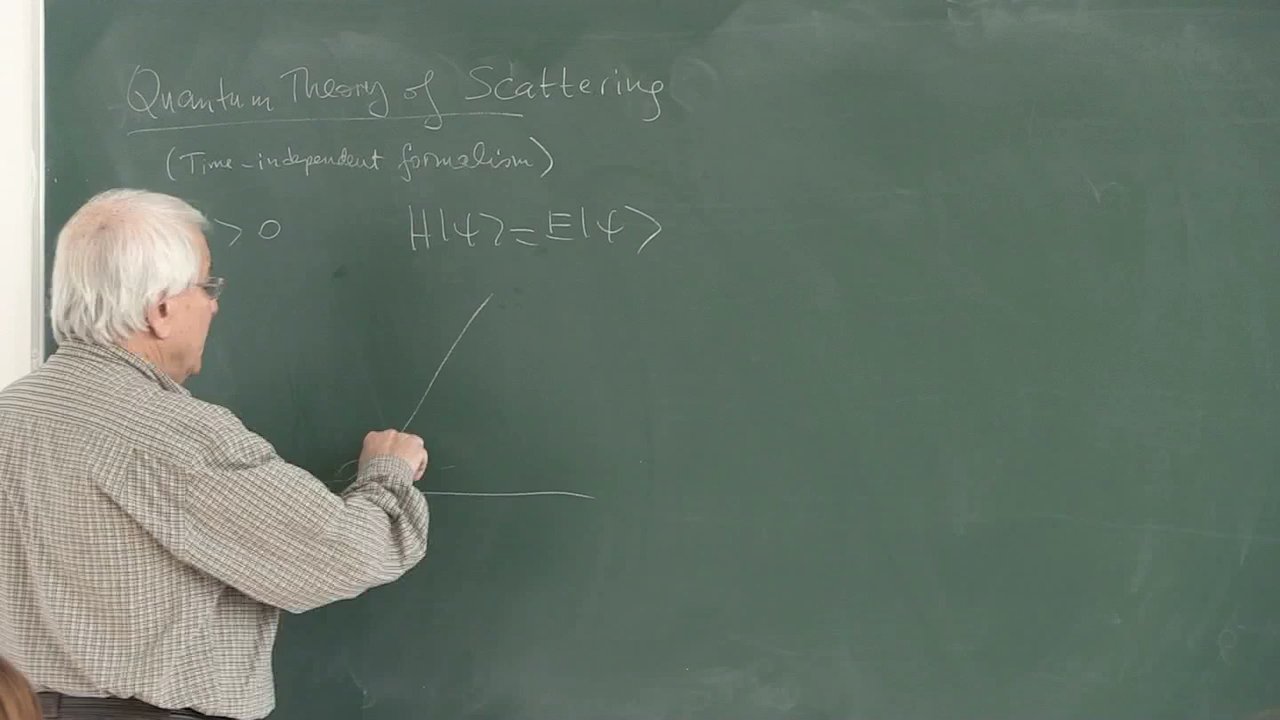 Quantum Theory of Scattering
(Time-independent formalism)
> 0 H|ψ> = E|ψ>